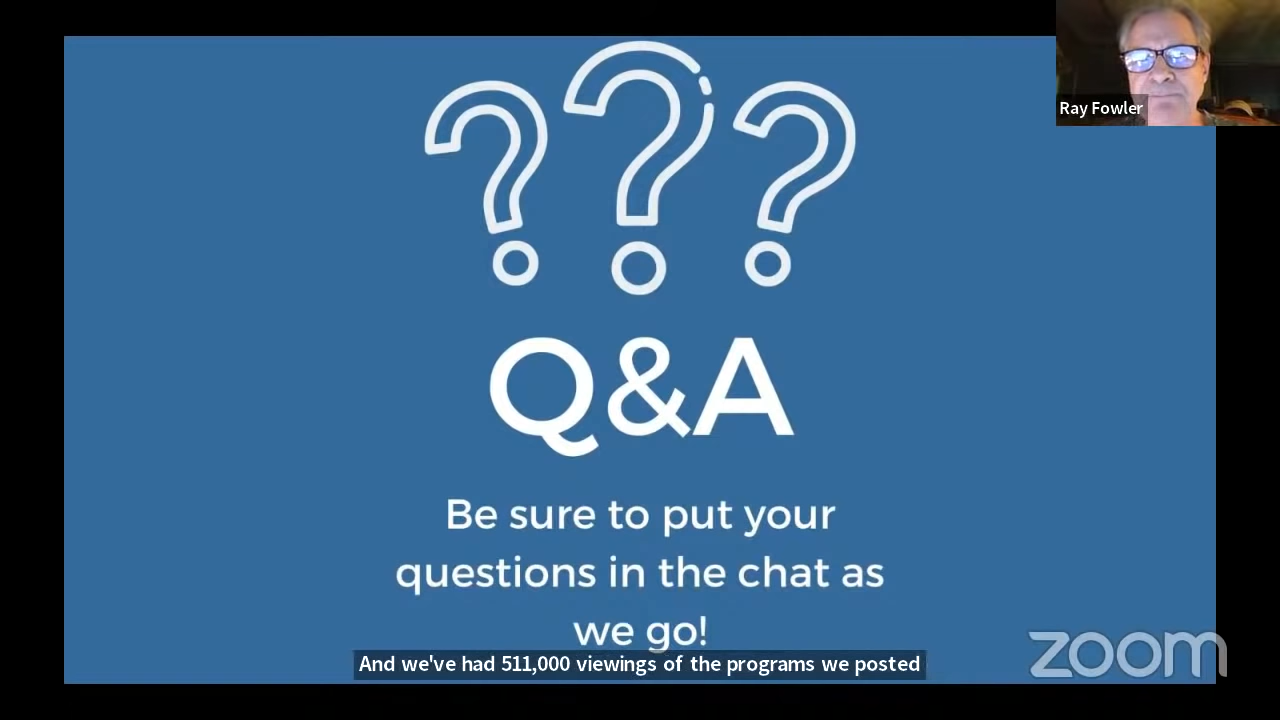 Ray Fowler
? ? ?
Q&A
Be sure to put your
questions in the chat as
we go!
And we've had 511,000 viewings of the programs we posted
zoom